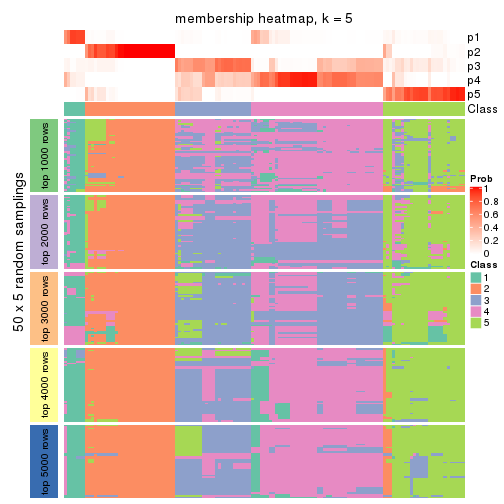 membership heatmap, k = 5
p1
p2
p3
p4
p5
Class
50 x 5 random samplings
top 1000 rows
top 2000 rows
top 3000 rows
top 4000 rows
top 5000 rows
Prob
1
0.8
0.6
0.4
0.2
0
Class
1
2
3
4
5